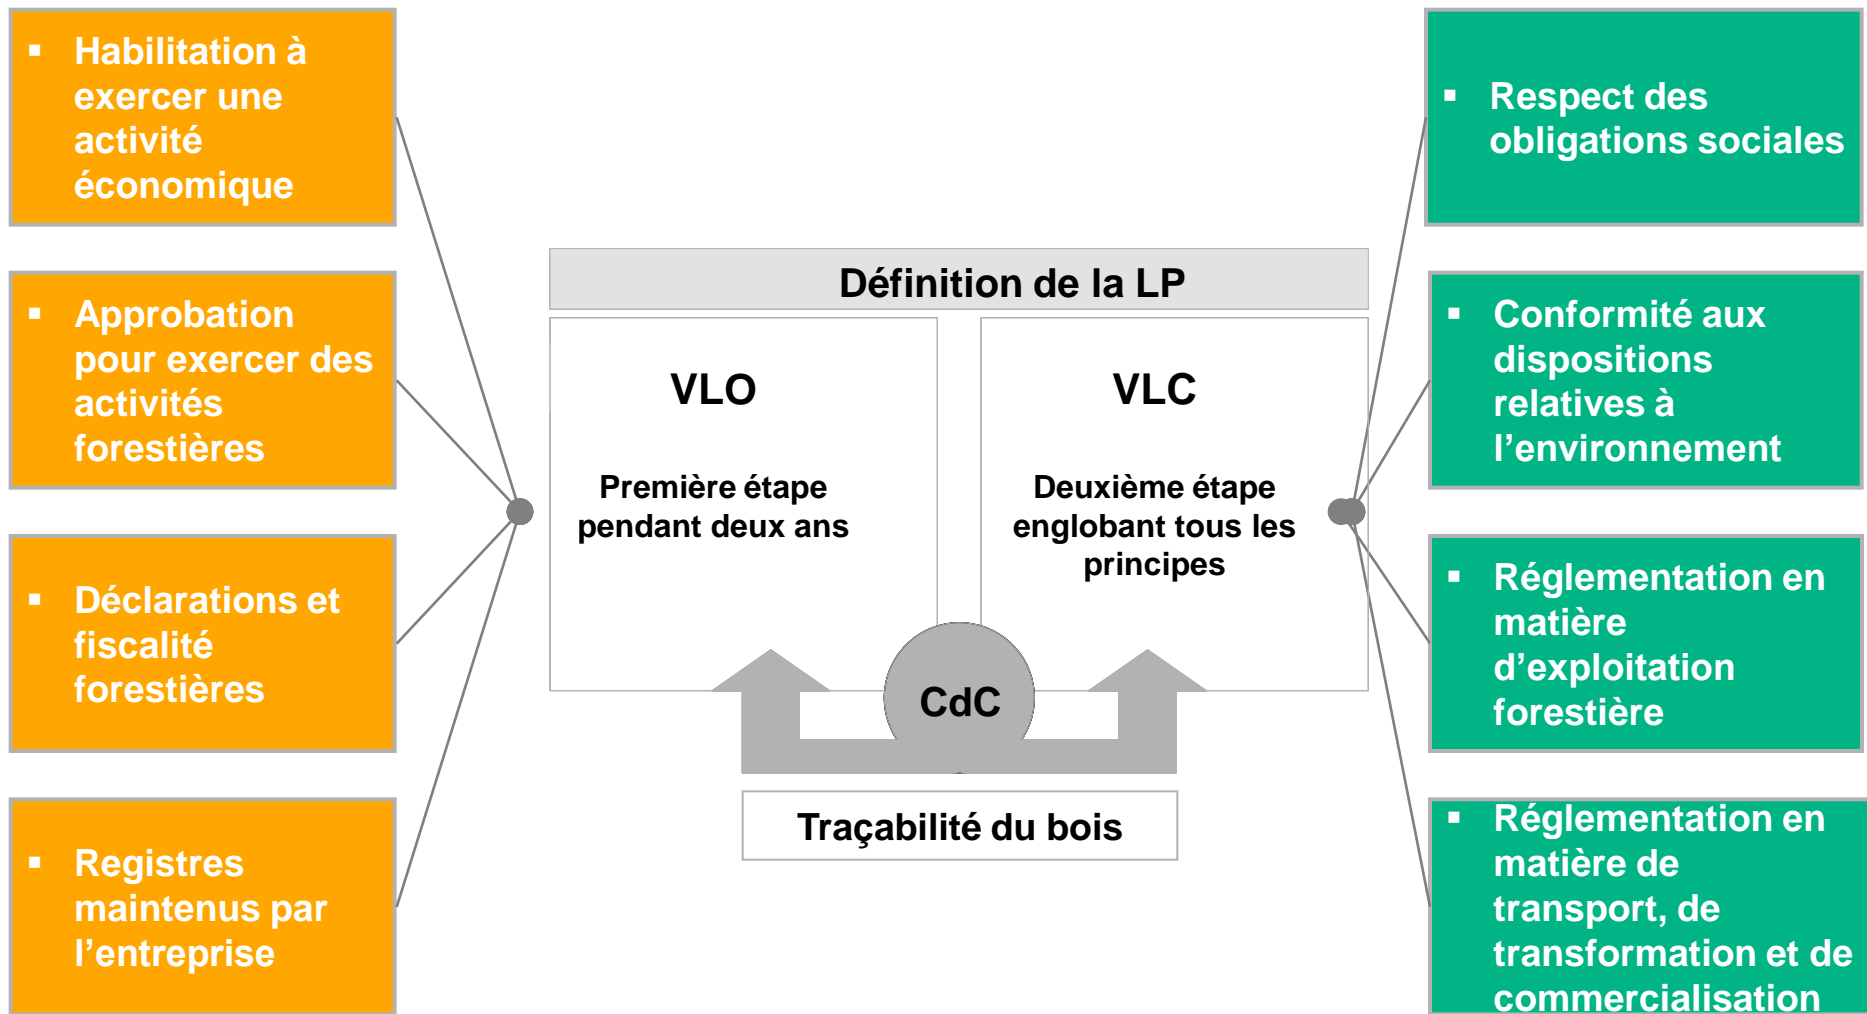 ▪ Habilitation à
exercer une
activité
économique
▪ Approbation
pour exercer des
activités
forestières
▪ Déclarations et
fiscalité
forestières
▪ Registres
maintenus par
l’entreprise
Définition de la LP
VLO
Première étape
pendant deux ans
VLC
Deuxième étape
englobant tous les
principes
CdC
Traçabilité du bois
▪ Respect des
obligations sociales
▪ Conformité aux
dispositions
relatives à
l’environnement
▪ Réglementation en
matière
d’exploitation
forestière
▪ Réglementation en
matière de
transport, de
transformation et de
commercialisation